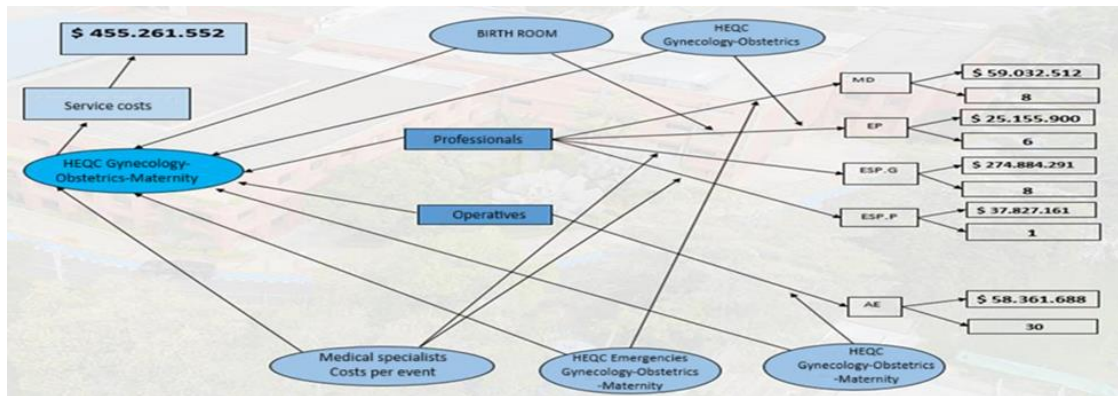 $ 455.261.552
Service costs
HEQC Gynecology-
Obstetrics-Maternity
BIRTH ROOM
HEQC
Gynecology-Obstetrics
Professionals
Operatives
MD
$ 59.032.512
8
EP
$ 25.155.900
6
ESP.G
$ 274.884.291
8
ESP.P
$ 37.827.161
1
AE
$ 58.361.688
30
Medical specialists
Costs per event
HEQC Emergencies
Gynecology-Obstetrics
-Maternity
HEQC
Gynecology-Obstetrics
-Maternity